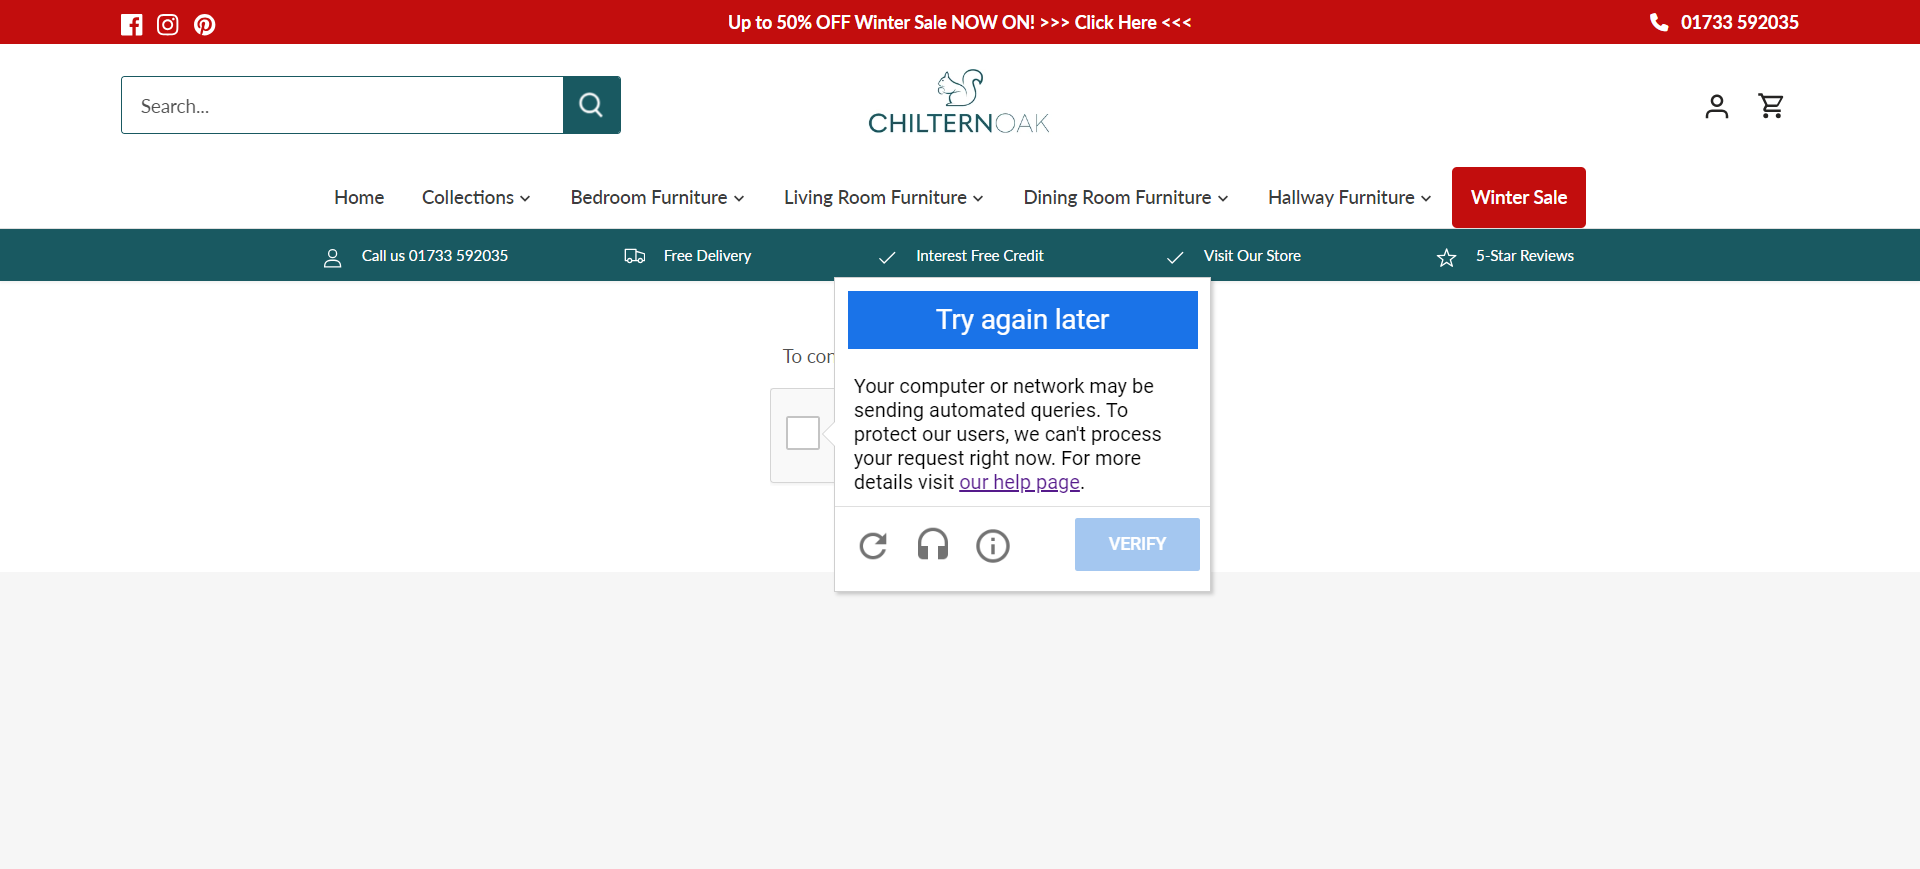 Up to 50% OFF Winter Sale NOW ON! >>> Click Here <<<
01733 592035
Search...
CHILTERNOAK
Home
Collections
Bedroom Furniture
Living Room Furniture
Dining Room Furniture
Hallway Furniture
Winter Sale
Call us 01733 592035
Free Delivery
Interest Free Credit
Visit Our Store
5-Star Reviews
Try again later
To
Your computer or network may be
sending automated queries. To
protect our users, we can't process
your request right now. For more
details visit our help page.
VERIFY